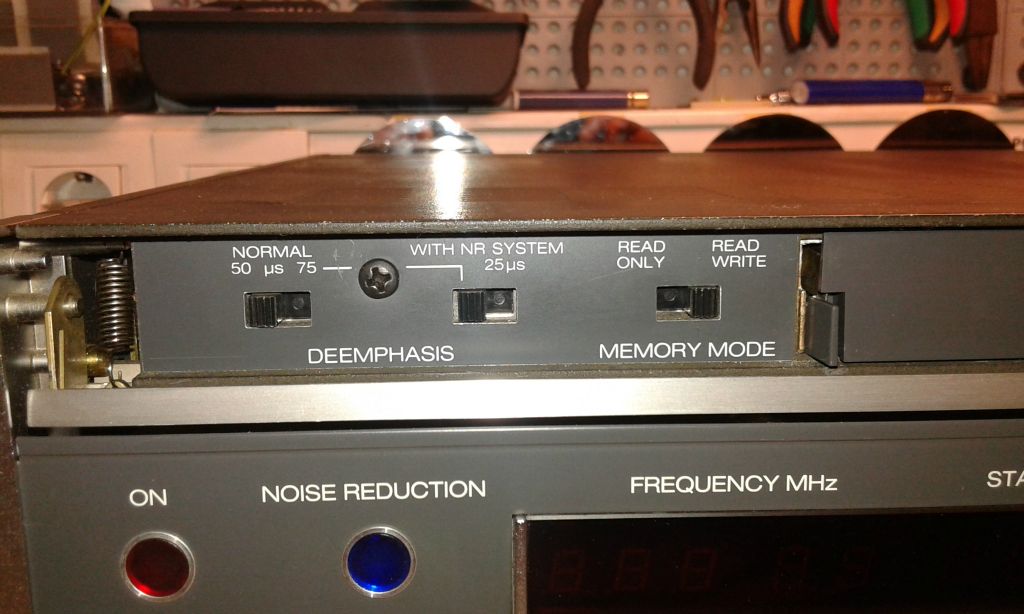 NORMAL
50 µs 75
WITH NR SYSTEM
25µs
READ
ONLY
READ
WRITE
DEEMPHASIS
MEMORY MODE
ON
NOISE REDUCTION
FREQUENCY MHz
STA